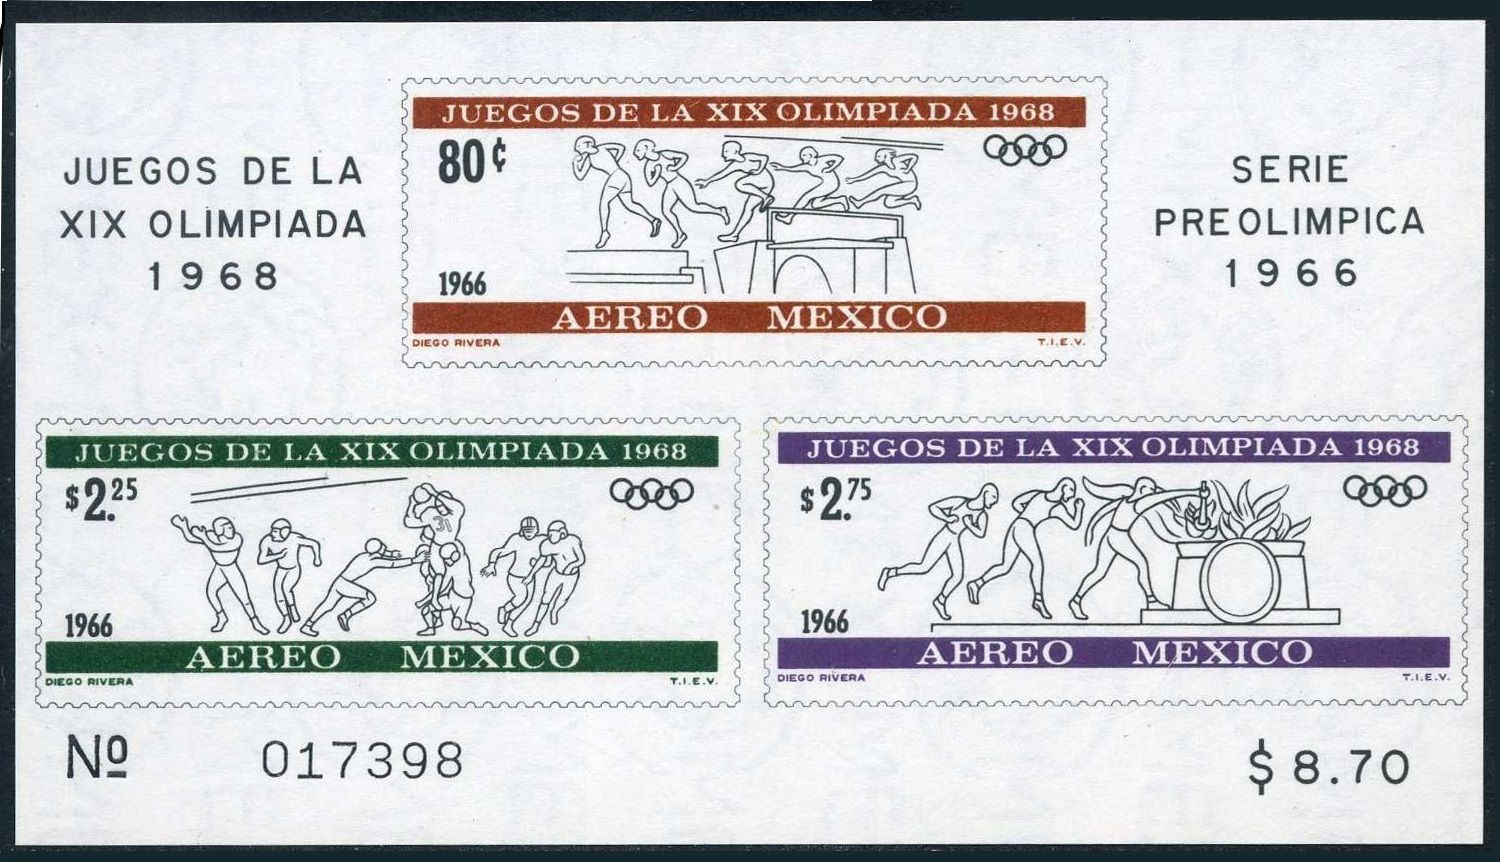 JUEGOS DE LA
XIX OLIMPIADA
1968
JUEGOS DE LA XIX OLIMPIADA 1968
80¢
1966
AEREO MEXICO
DIEGO RIVERA
T.I.E.V.
SERIE
PREOLIMPICA
1966
JUEGOS DE LA XIX OLIMPIADA 1968
$2.25
31
1966
AEREO MEXICO
DIEGO RIVERA
T.I.E.V.
JUEGOS DE LA XIX OLIMPIADA 1968
$2.75
1966
AEREO MEXICO
DIEGO RIVERA
T.I.E.V.
Nº 017398
$8.70